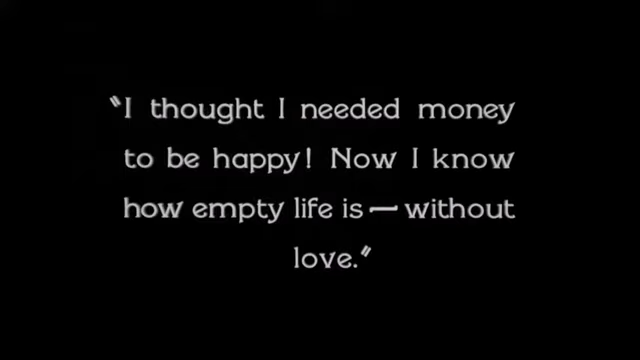 "I thought I needed money
to be happy! Now I know
how empty life is—without
love."